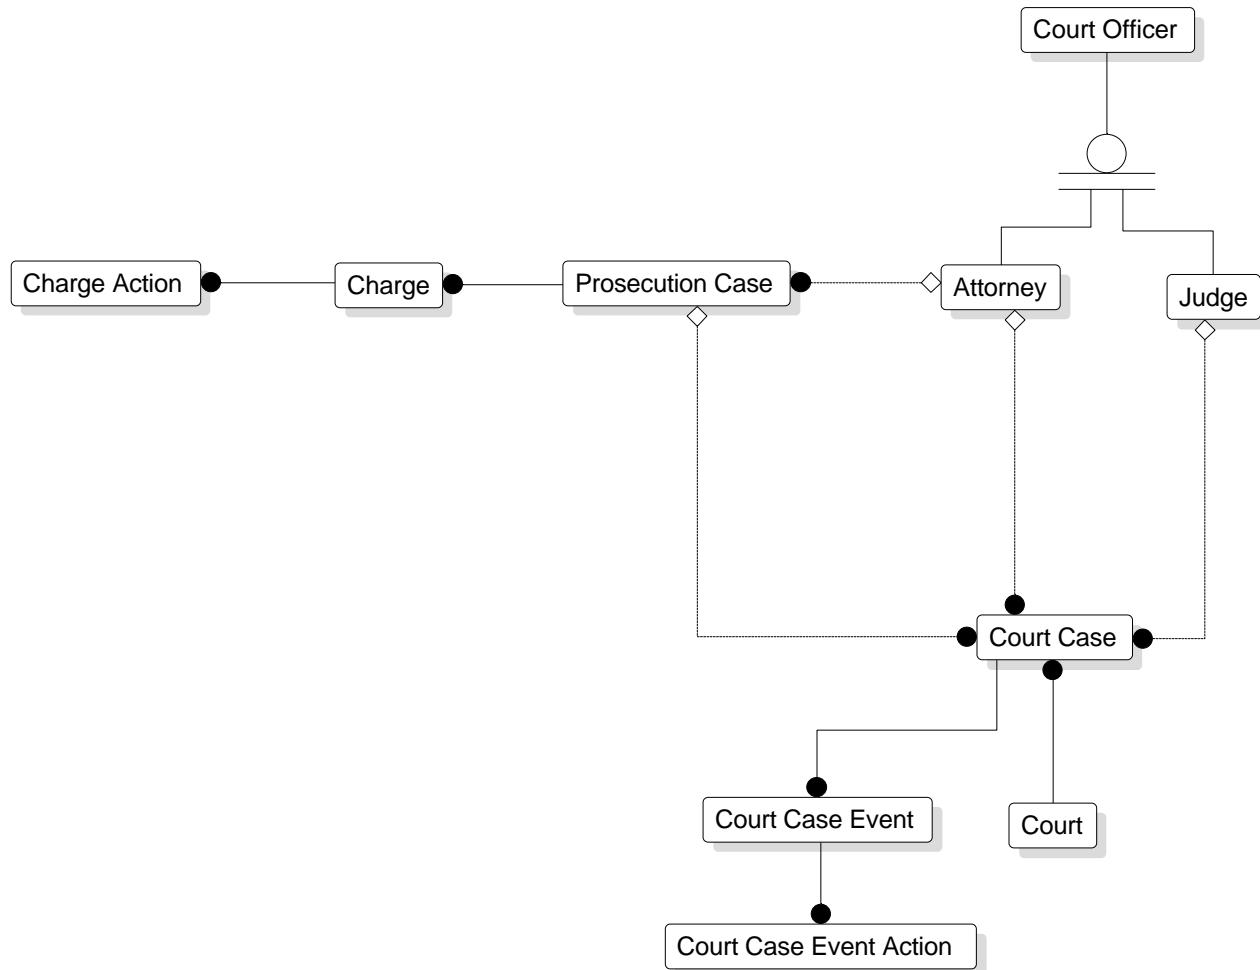 Court Officer
Charge Action
Charge
Prosecution Case
Attorney
Judge
Court Case
Court Case Event
Court
Court Case Event Action